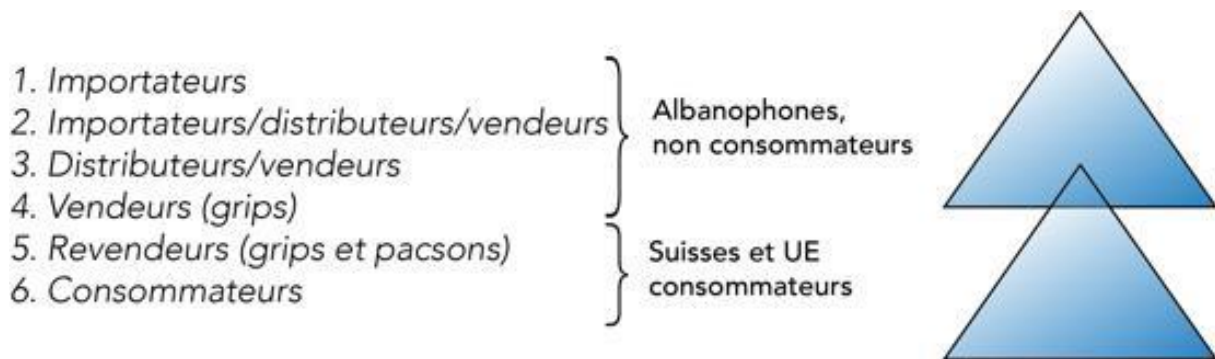 1. Importateurs
2. Importateurs/distributeurs/vendeurs
3. Distributeurs/vendeurs
4. Vendeurs (grips)
5. Revendeurs (grips et pacsons)
6. Consommateurs
Albanophones,
non consommateurs
Suisses et UE
consommateurs